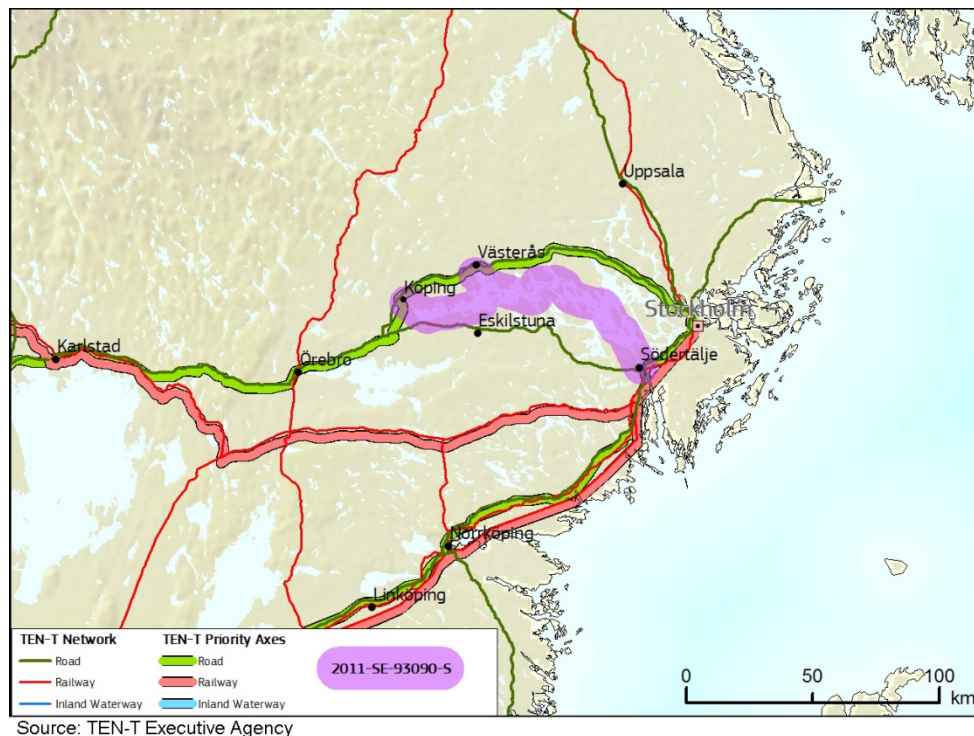 Uppsala
Västerås
Köping
Eskilstuna
Stockholm
Karlstad
Örebro
Södertälje
Norrköping
Linköping
TEN-T Network
Road
Railway
Inland Waterway
TEN-T Priority Axes
Road
Railway
Inland Waterway
2011-SE-93090-S
0 50 100
km
Source: TEN-T Executive Agency